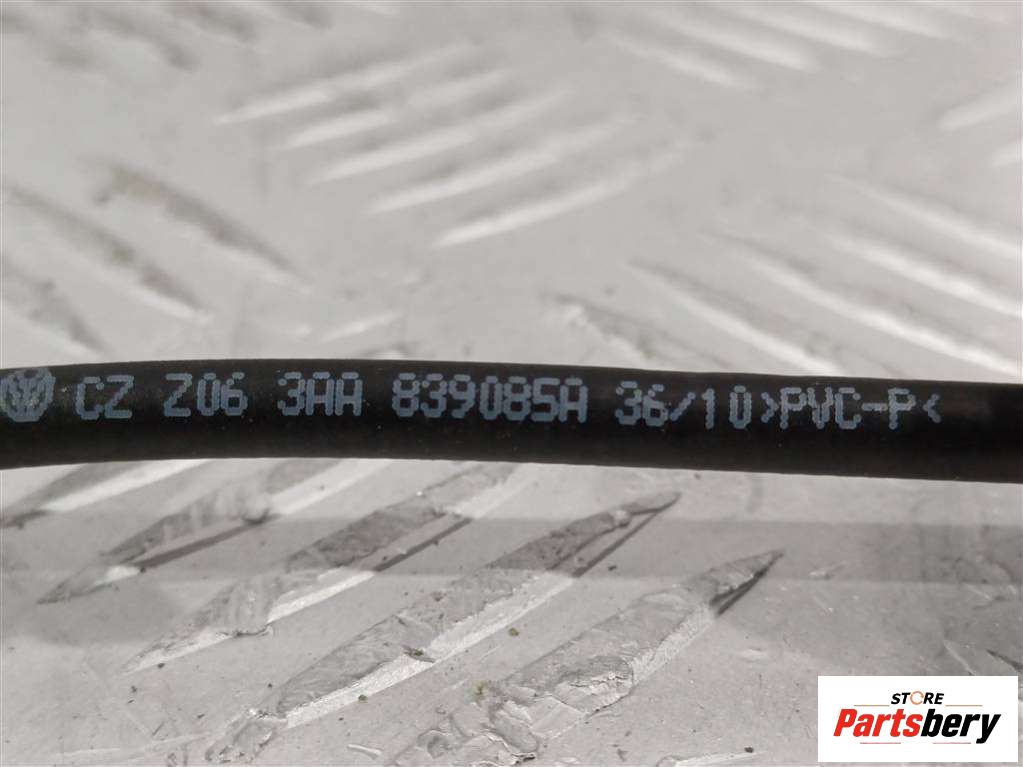 CZ Z06 3AA 839085A 36/10>PVC-P<
STORE
Partsbery